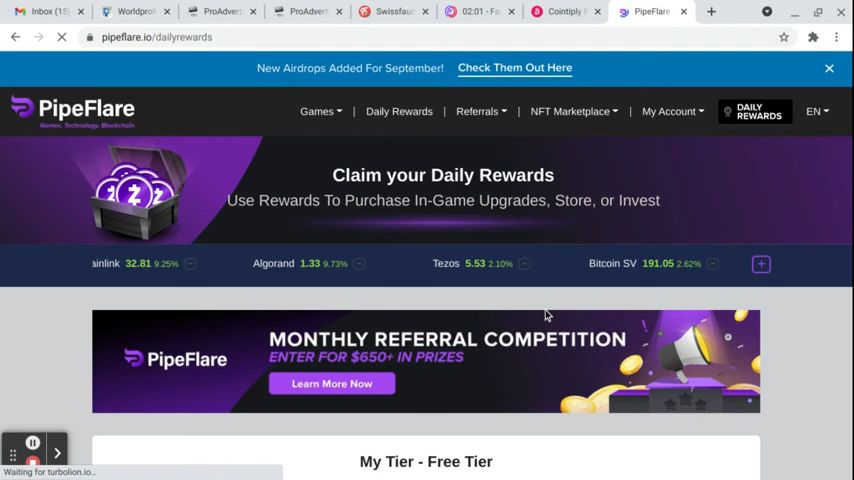 Inbox (15)
Worldprof
ProAdvert
ProAdvert
Swissfauc
02:01 - Fa
Cointiply B
PipeFlare
pipeflare.io/dailyrewards
New Airdrops Added For September! Check Them Out Here
PipeFlare
Games. Technology. Blockchain
Games | Daily Rewards | Referrals | NFT Marketplace | My Account
DAILY
REWARDS
EN
Claim your Daily Rewards
Use Rewards To Purchase In-Game Upgrades, Store, or Invest
ainlink 32.81 9.25% Algorand 1.33 9.73% Tezos 5.53 2.10% Bitcoin SV 191.05 2.62%
PipeFlare
MONTHLY REFERRAL COMPETITION
ENTER FOR $650+ IN PRIZES
Learn More Now
My Tier - Free Tier
Waiting for turbolion.io...